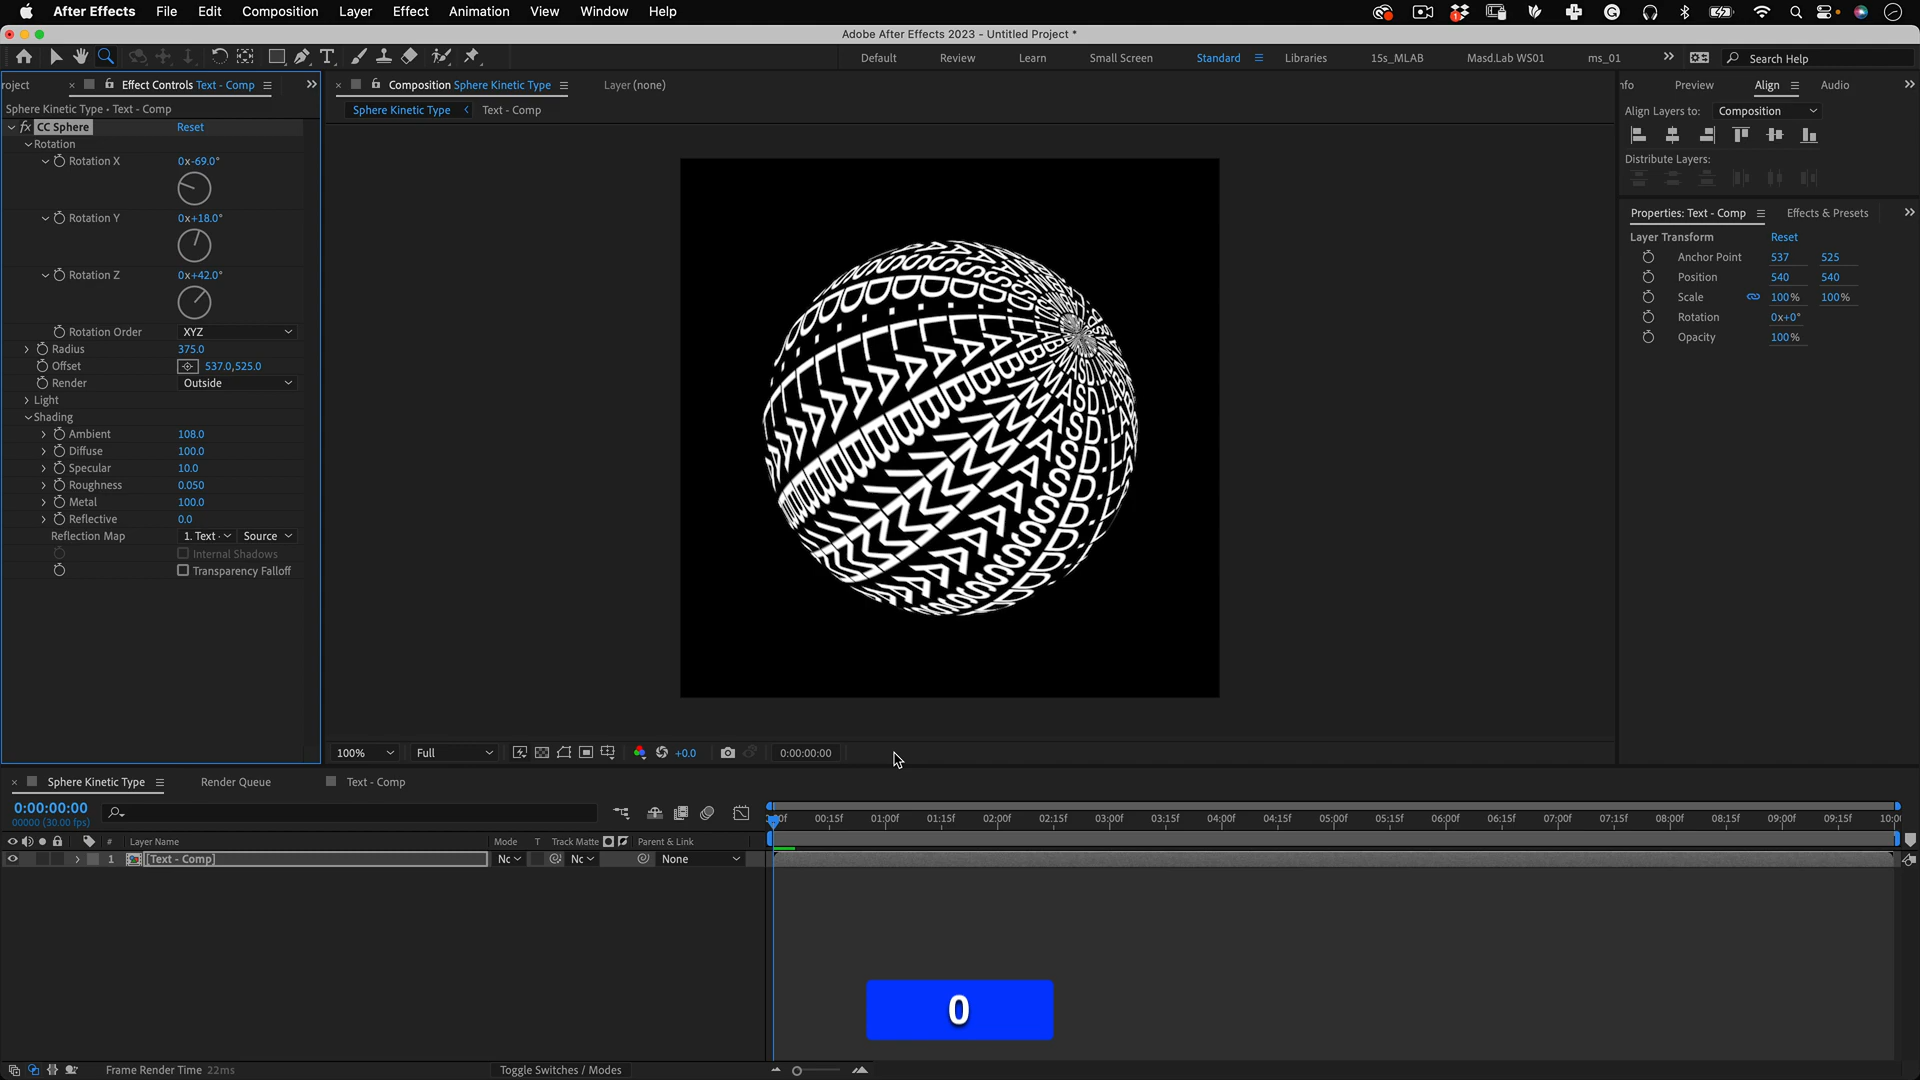 After Effects File Edit Composition Layer Effect Animation View Window Help
Adobe After Effects 2023 - Untitled Project *
Default Review Learn Small Screen Standard Libraries 15s_MLAB Masd.Lab WS01 ms_01 Search Help
roject × Effect Controls Text - Comp
Sphere Kinetic Type • Text - Comp
fx CC Sphere Reset
Rotation
Rotation X 0x-69.0°
Rotation Y 0x+18.0°
Rotation Z 0x+42.0°
Rotation Order XYZ
Radius 375.0
Offset 537.0,525.0
Render Outside
Light
Shading
Ambient 108.0
Diffuse 100.0
Specular 10.0
Roughness 0.050
Metal 100.0
Reflective 0.0
Reflection Map 1. Text - Source
Internal Shadows
Transparency Falloff
× Composition Sphere Kinetic Type Layer (none)
Sphere Kinetic Type Text - Comp
MASD.LAB
100% Full +0.0 0:00:00:00
nfo Preview Align Audio
Align Layers to: Composition
Distribute Layers:
Properties: Text - Comp Effects & Presets
Layer Transform Reset
Anchor Point 537 525
Position 540 540
Scale 100% 100%
Rotation 0x+0°
Opacity 100%
× Sphere Kinetic Type Render Queue Text - Comp
0:00:00:00
00000 (30.00 fps)
00f 00:15f 01:00f 01:15f 02:00f 02:15f 03:00f 03:15f 04:00f 04:15f 05:00f 05:15f 06:00f 06:15f 07:00f 07:15f 08:00f 08:15f 09:00f 09:15f 10:0
# Layer Name Mode T Track Matte Parent & Link
1 [Text - Comp] Nc Nc None
0
Frame Render Time 22ms Toggle Switches / Modes